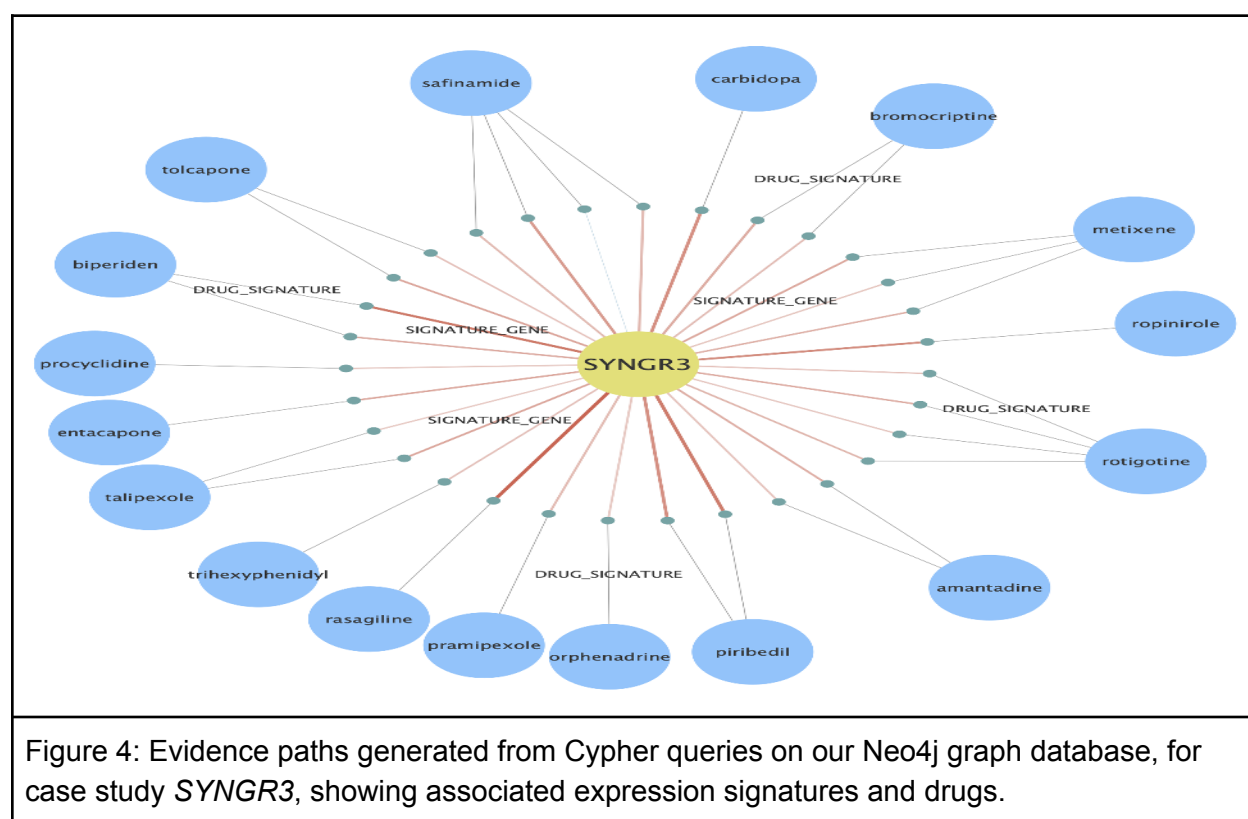 safinamide
carbidopa
bromocriptine
tolcapone
DRUG_SIGNATURE
metixene
biperiden
DRUG_SIGNATURE
SIGNATURE_GENE
SIGNATURE_GENE
ropinirole
procyclidine
SYNGR3
entacapone
SIGNATURE_GENE
DRUG_SIGNATURE
talipexole
rotigotine
trihexyphenidyl
DRUG_SIGNATURE
amantadine
rasagiline
pramipexole
orphenadrine
piribedil
Figure 4: Evidence paths generated from Cypher queries on our Neo4j graph database, for
case study SYNGR3, showing associated expression signatures and drugs.